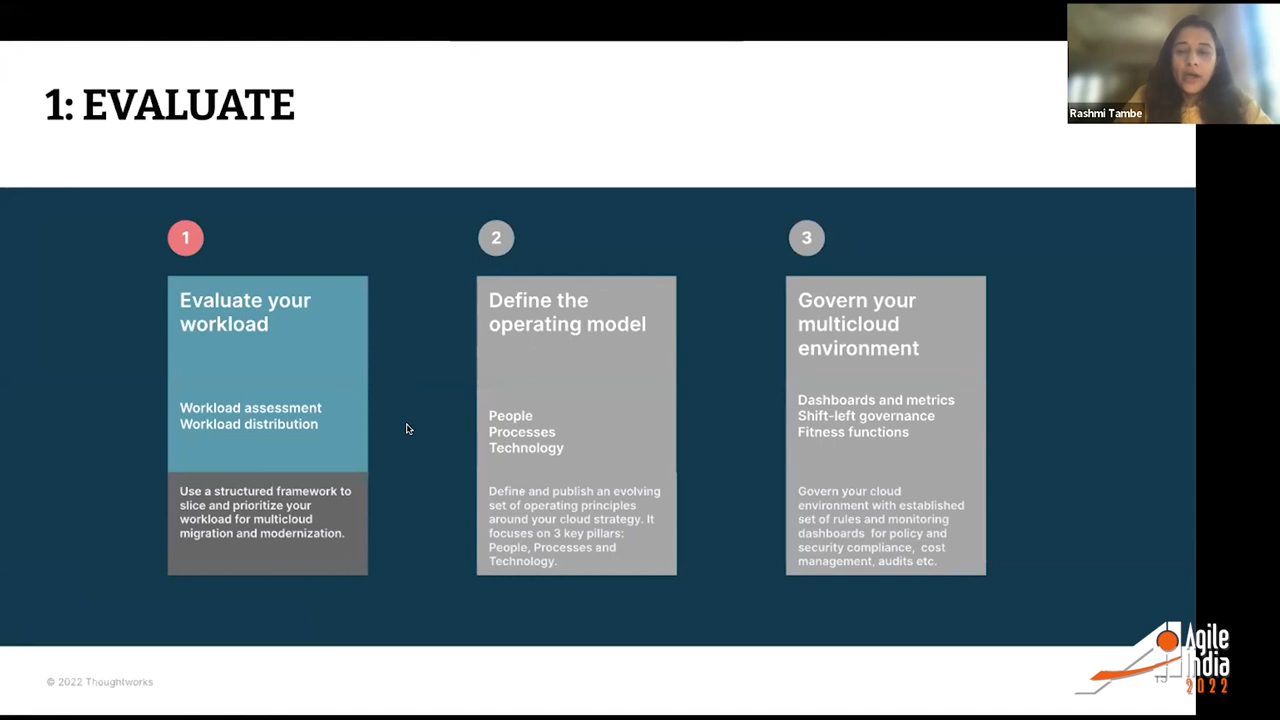 1: EVALUATE
Rashmi Tambe
1
Evaluate your
workload
Workload assessment
Workload distribution
Use a structured framework to
slice and prioritize your
workload for multicloud
migration and modernization.
2
Define the
operating model
People
Processes
Technology
Define and publish an evolving
set of operating principles
around your cloud strategy. It
focuses on 3 key pillars:
People, Processes and
Technology.
3
Govern your
multicloud
environment
Dashboards and metrics
Shift-left governance
Fitness functions
Govern your cloud
environment with established
set of rules and monitoring
dashboards for policy and
security compliance, cost
management, audits etc.
© 2022 Thoughtworks
Agile
India
2022